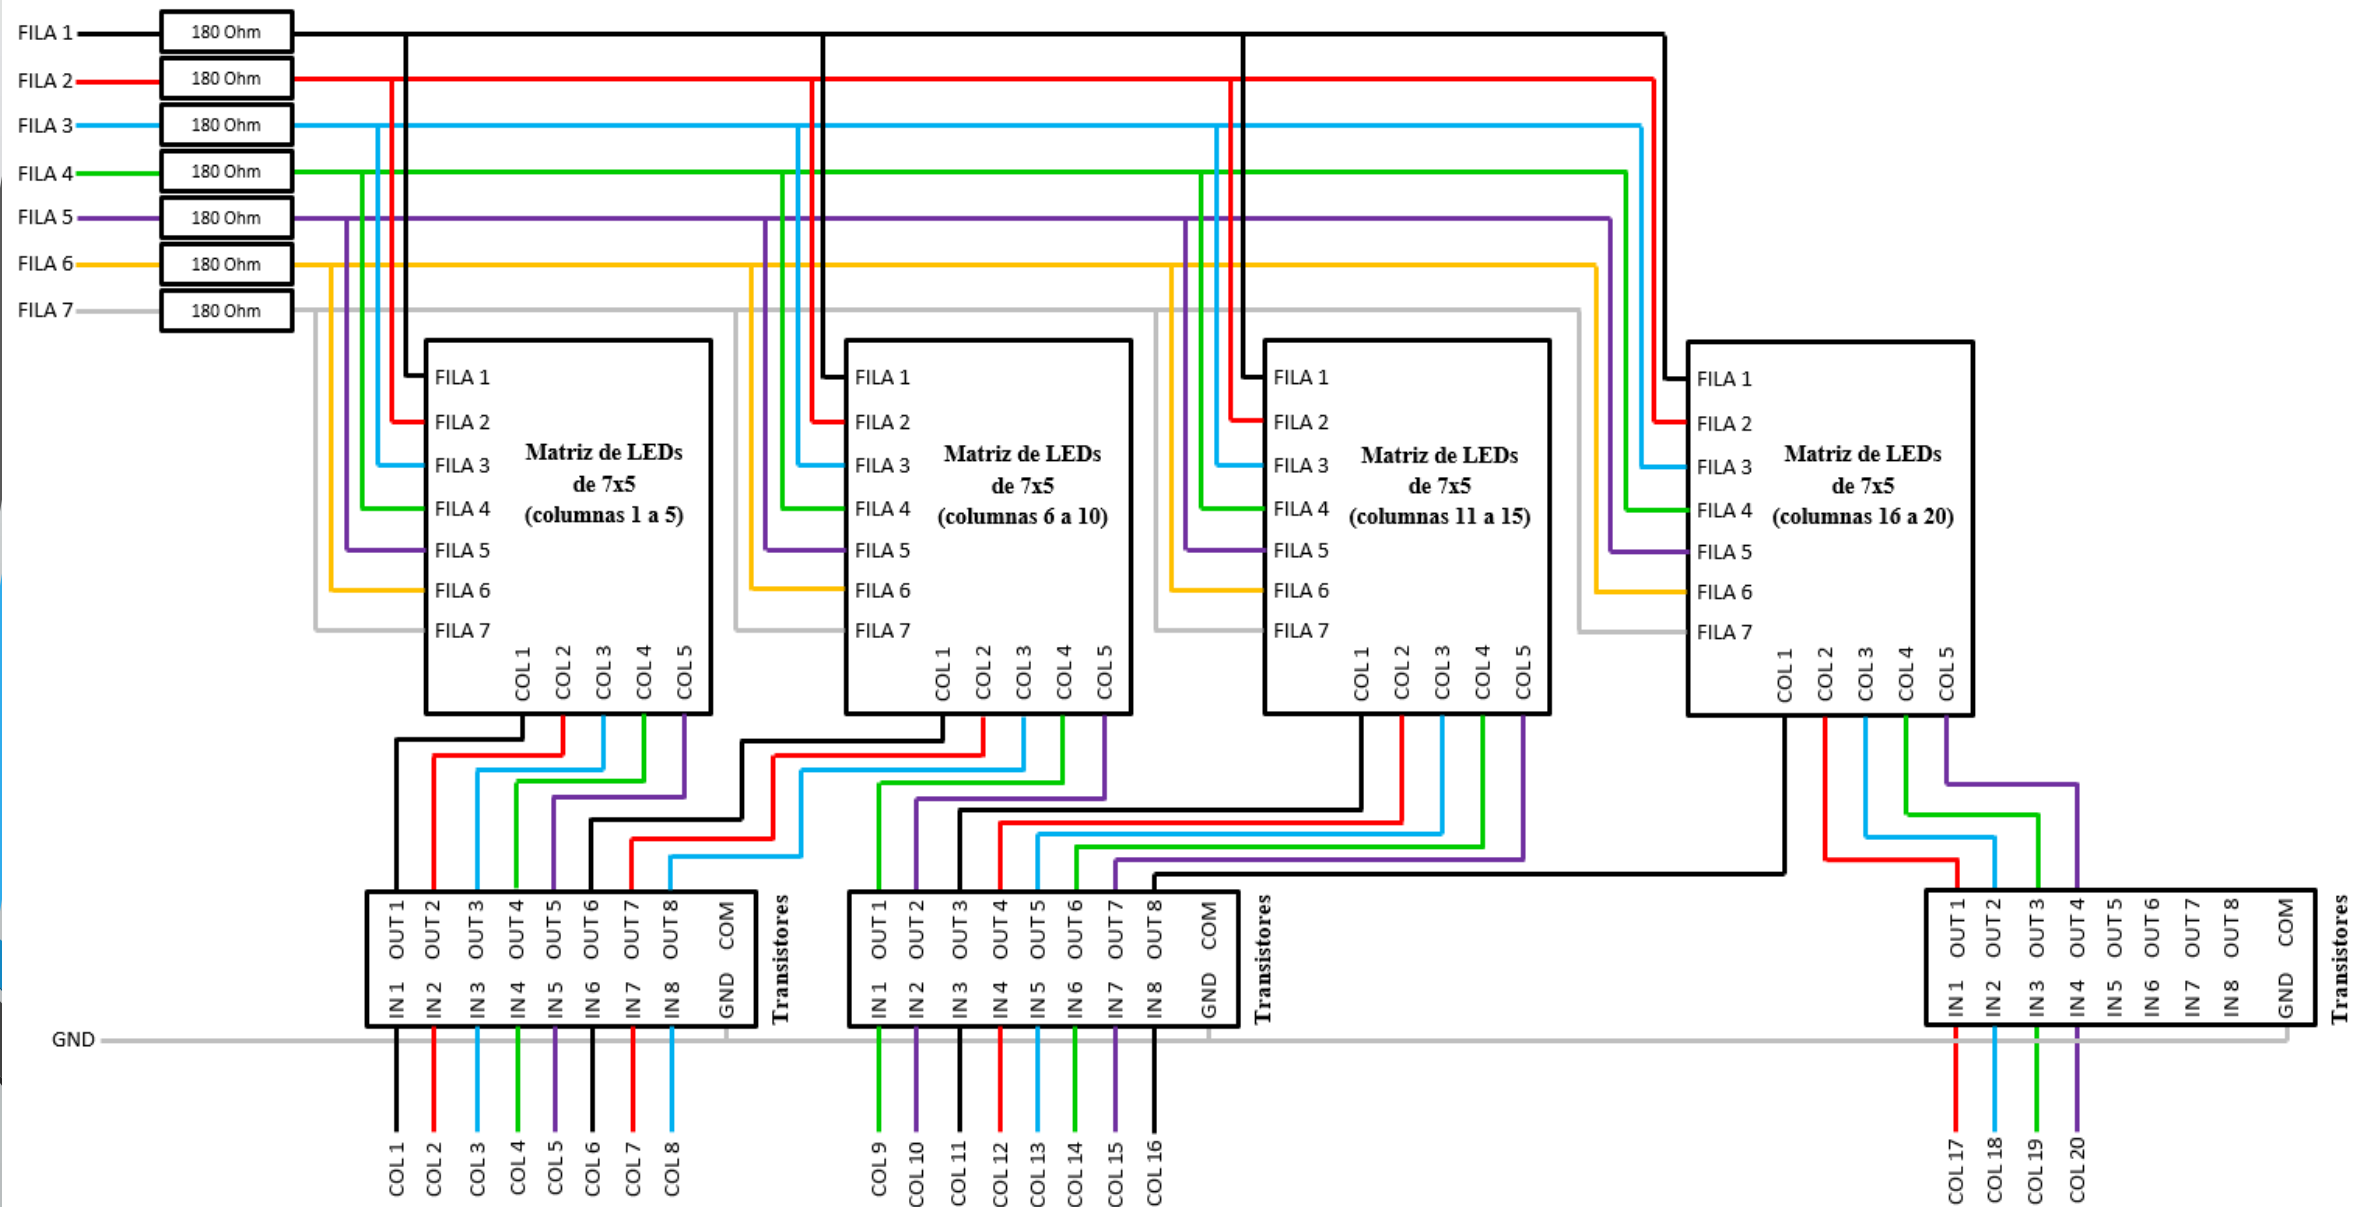 FILA 1
180 Ohm
FILA 2
180 Ohm
FILA 3
180 Ohm
FILA 4
180 Ohm
FILA 5
180 Ohm
FILA 6
180 Ohm
FILA 7
180 Ohm
FILA 1
FILA 2
FILA 3
FILA 4
FILA 5
FILA 6
FILA 7
Matriz de LEDs
de 7x5
(columnas 1 a 5)
COL 1
COL 2
COL 3
COL 4
COL 5
FILA 1
FILA 2
FILA 3
FILA 4
FILA 5
FILA 6
FILA 7
Matriz de LEDs
de 7x5
(columnas 6 a 10)
COL 1
COL 2
COL 3
COL 4
COL 5
FILA 1
FILA 2
FILA 3
FILA 4
FILA 5
FILA 6
FILA 7
Matriz de LEDs
de 7x5
(columnas 11 a 15)
COL 1
COL 2
COL 3
COL 4
COL 5
FILA 1
FILA 2
FILA 3
FILA 4
FILA 5
FILA 6
FILA 7
Matriz de LEDs
de 7x5
(columnas 16 a 20)
COL 1
COL 2
COL 3
COL 4
COL 5
OUT 1
OUT 2
OUT 3
OUT 4
OUT 5
OUT 6
OUT 7
OUT 8
COM
IN 1
IN 2
IN 3
IN 4
IN 5
IN 6
IN 7
IN 8
GND
Transistores
OUT 1
OUT 2
OUT 3
OUT 4
OUT 5
OUT 6
OUT 7
OUT 8
COM
IN 1
IN 2
IN 3
IN 4
IN 5
IN 6
IN 7
IN 8
GND
Transistores
OUT 1
OUT 2
OUT 3
OUT 4
OUT 5
OUT 6
OUT 7
OUT 8
COM
IN 1
IN 2
IN 3
IN 4
IN 5
IN 6
IN 7
IN 8
GND
Transistores
GND
COL 1
COL 2
COL 3
COL 4
COL 5
COL 6
COL 7
COL 8
COL 9
COL 10
COL 11
COL 12
COL 13
COL 14
COL 15
COL 16
COL 17
COL 18
COL 19
COL 20